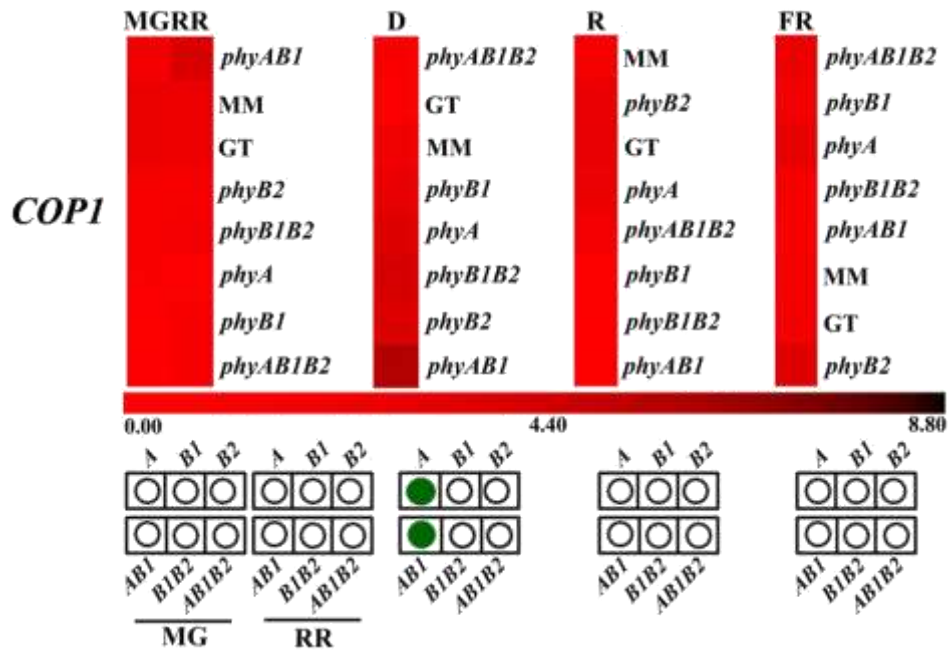 MGRR D R FR
phyAB1 phyAB1B2 MM phyAB1B2
MM GT phyB2 phyB1
GT MM GT phyA
phyB2 phyB1 phyA phyB1B2
COP1
phyB1B2 phyA phyAB1B2 phyAB1
phyA phyB1B2 phyB1 MM
phyB1 phyB2 phyB1B2 GT
phyAB1B2 phyAB1 phyAB1 phyB2
0.00 4.40 8.80
A B1 B2 A B1 B2 A B1 B2 A B1 B2 A B1 B2
AB1 B1B2 AB1B2 AB1 B1B2 AB1B2 AB1 B1B2 AB1B2 AB1 B1B2 AB1B2 AB1 B1B2 AB1B2
MG RR